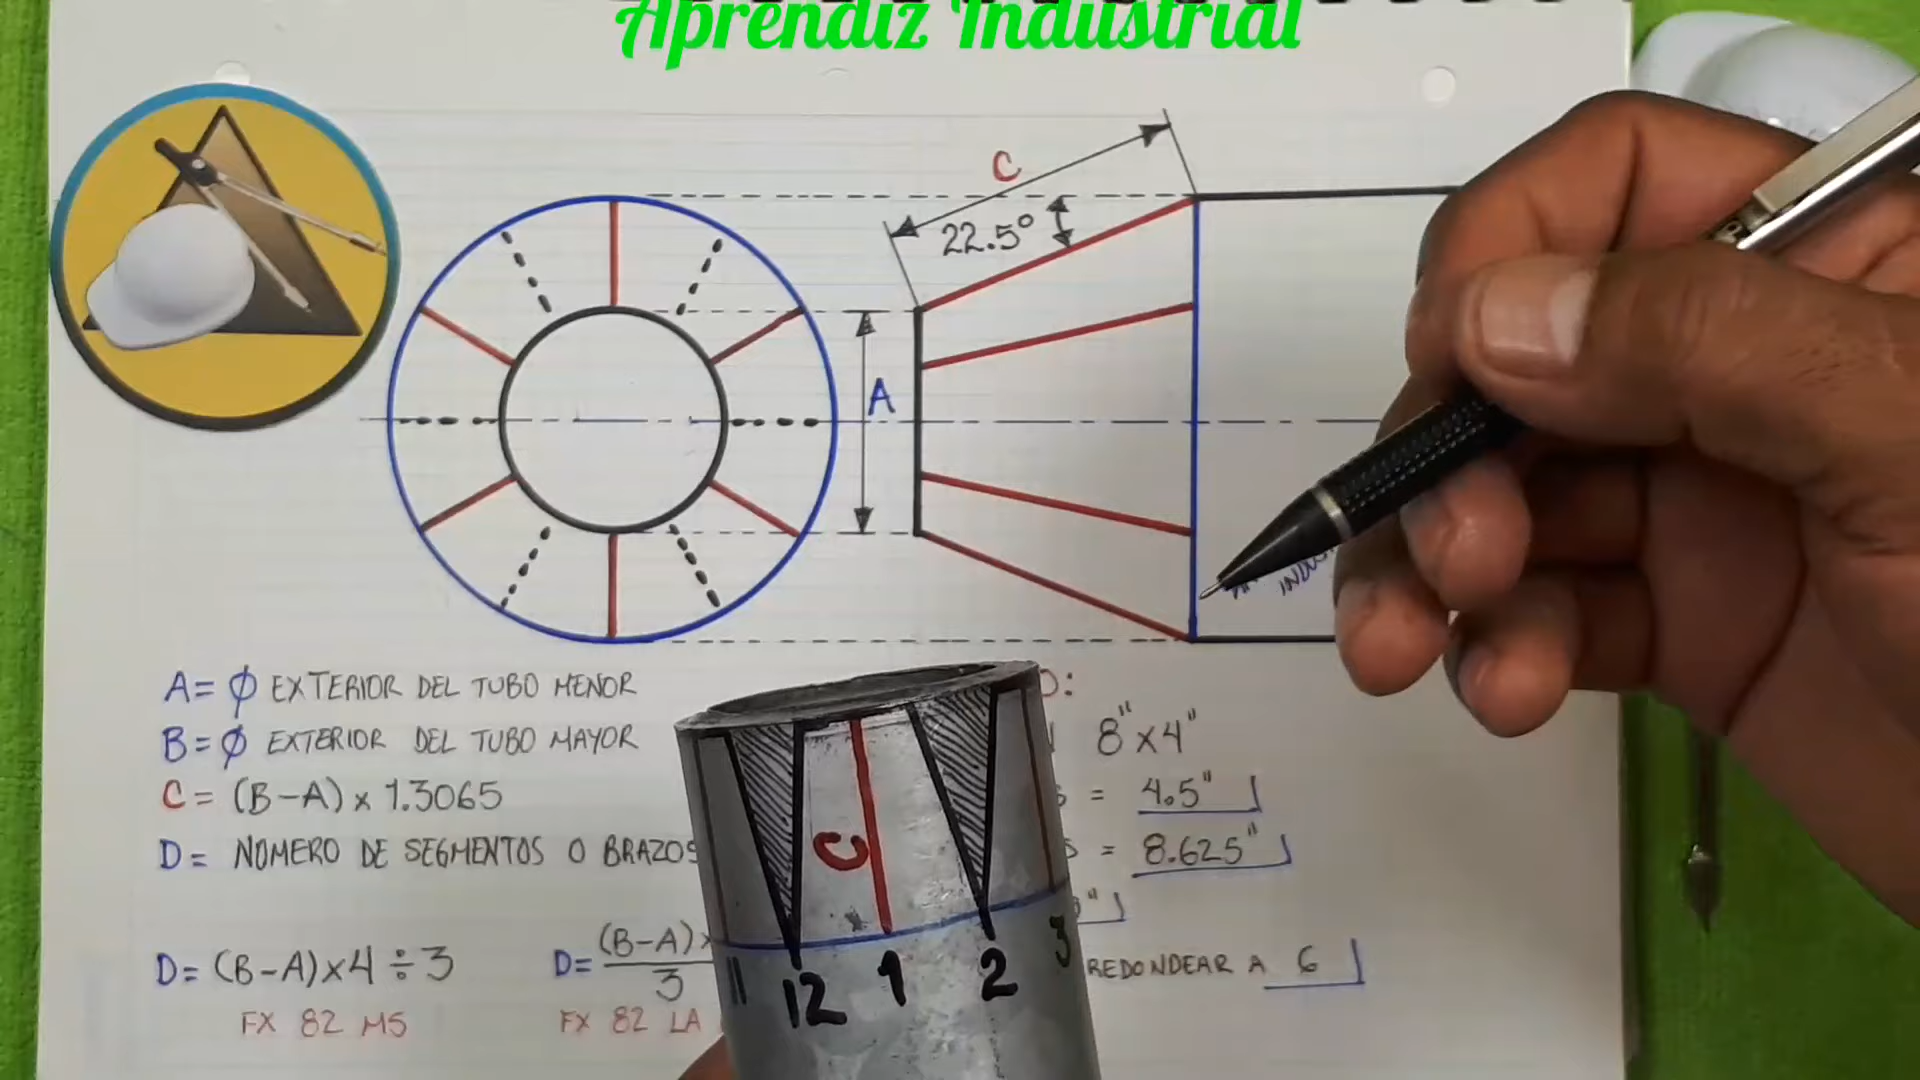 Aprendiz Industrial
C
22.5°
A
A= ϕ EXTERIOR DEL TUBO MENOR
B= ϕ EXTERIOR DEL TUBO MAYOR
C= (B-A) x 1.3065
D= NÚMERO DE SEGMENTOS O BRAZOS
O:
8" x 4"
S = 4.5"
S = 8.625"
D= (B-A)x4÷3
FX 82 MS
D= (B-A)x
3
FX 82 LA
REDONDEAR A 6
C
11 12 1 2 3